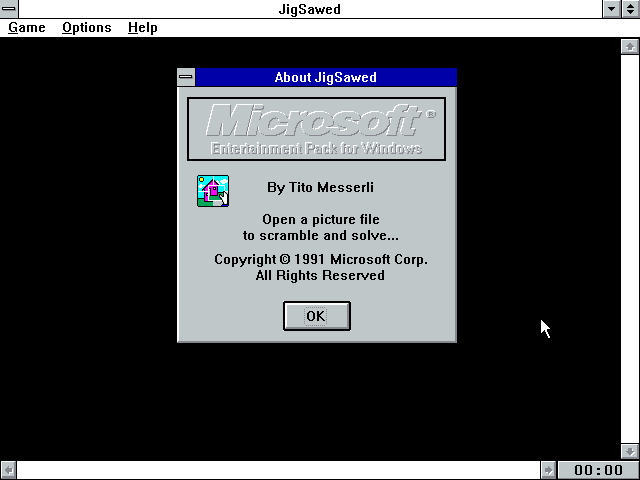 JigSawed
Game Options Help
About JigSawed
Microsoft®
Entertainment Pack for Windows
By Tito Messerli
Open a picture file
to scramble and solve...
Copyright © 1991 Microsoft Corp.
All Rights Reserved
OK
00:00